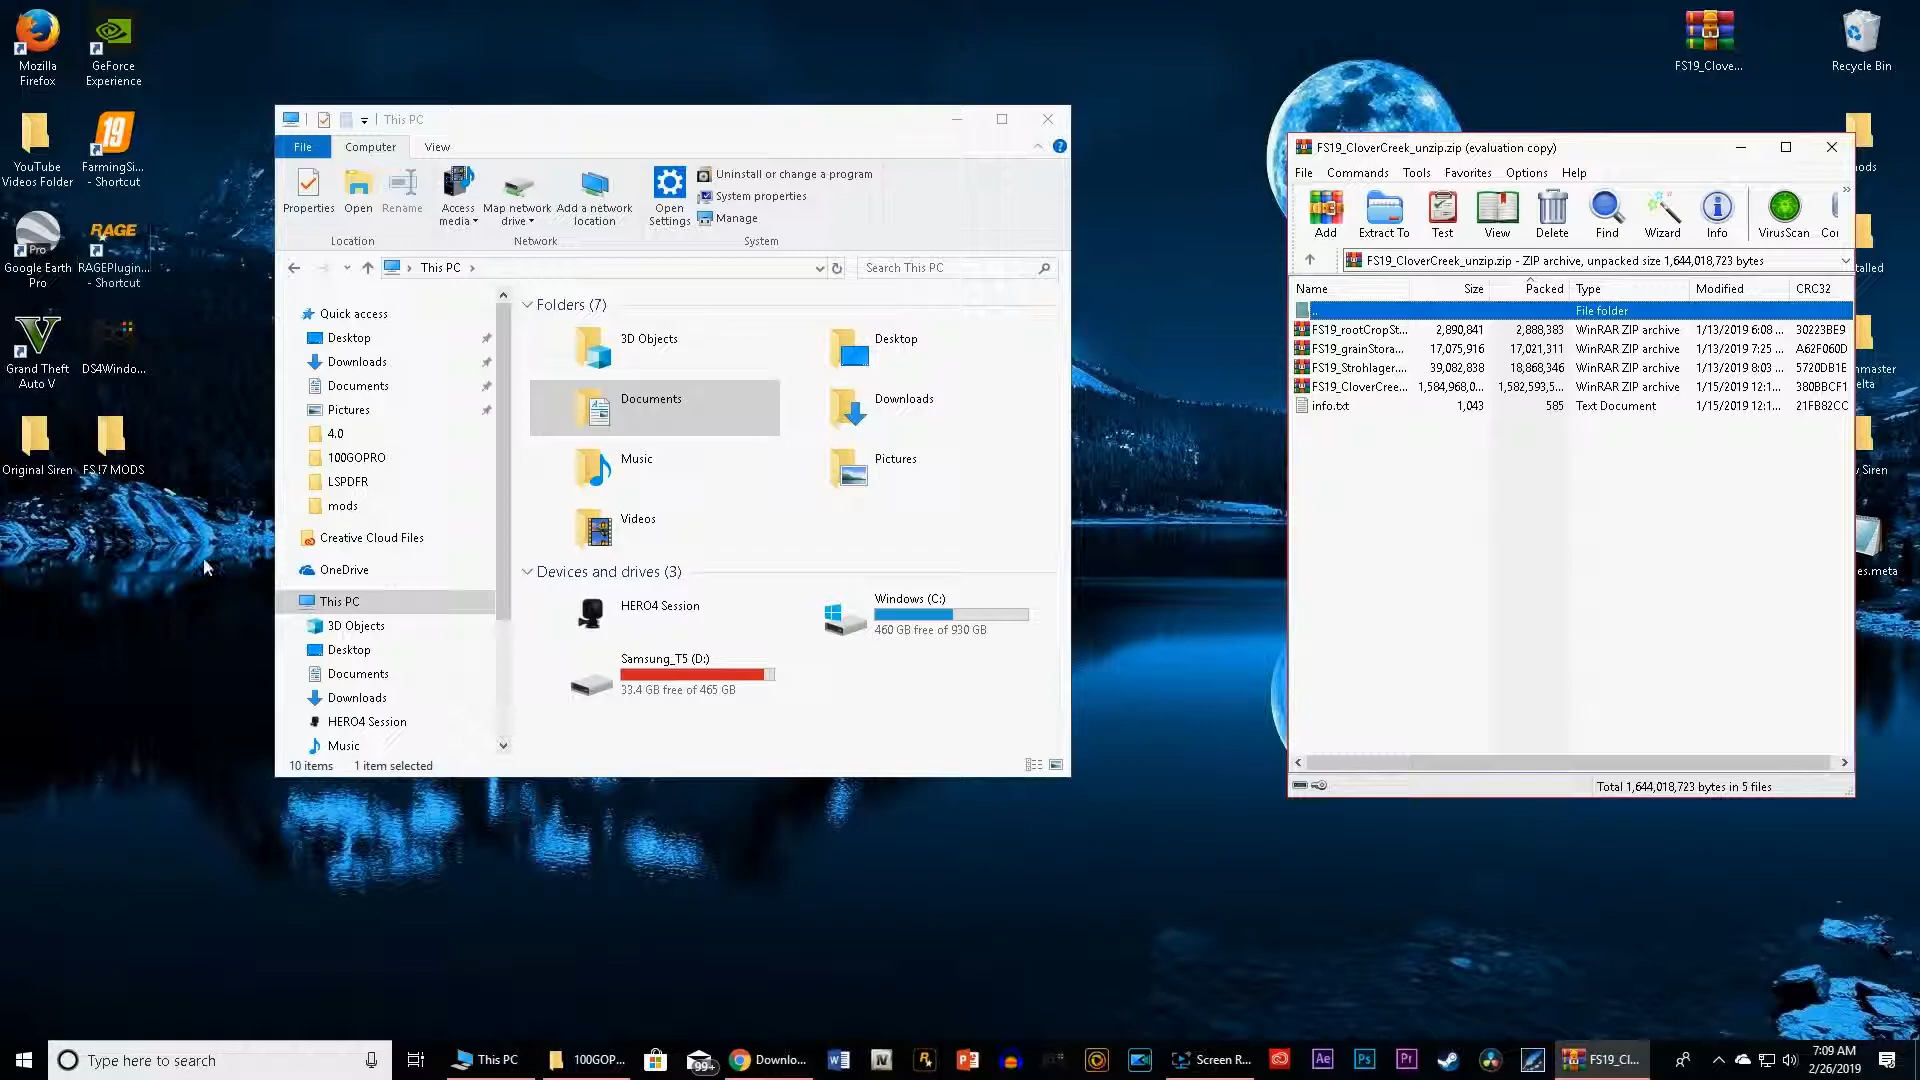 Mozilla
Firefox
GeForce
Experience
YouTube
Videos Folder
FarmingSi...
- Shortcut
Google Earth
Pro
RAGEPlugin...
- Shortcut
Grand Theft
Auto V
DS4Windo...
Original Siren
FS !7 MODS
FS19_Clove...
Recycle Bin
This PC
File
Computer
View
Properties
Open
Rename
Access
media
Map network
drive
Add a network
location
Open
Settings
Uninstall or change a program
System properties
Manage
Location
Network
System
This PC
Search This PC
Quick access
Desktop
Downloads
Documents
Pictures
4.0
100GOPRO
LSPDFR
mods
Creative Cloud Files
OneDrive
This PC
3D Objects
Desktop
Documents
Downloads
HERO4 Session
Music
Folders (7)
3D Objects
Desktop
Documents
Downloads
Music
Pictures
Videos
Devices and drives (3)
HERO4 Session
Windows (C:)
460 GB free of 930 GB
Samsung_T5 (D:)
33.4 GB free of 465 GB
10 items 1 item selected
FS19_CloverCreek_unzip.zip (evaluation copy)
File Commands Tools Favorites Options Help
Add Extract To Test View Delete Find Wizard Info VirusScan
FS19_CloverCreek_unzip.zip - ZIP archive, unpacked size 1,644,018,723 bytes
Name Size Packed Type Modified CRC32
.. File folder
FS19_rootCropSt... 2,890,841 2,888,383 WinRAR ZIP archive 1/13/2019 6:08 ... 30223BE9
FS19_grainStora... 17,075,916 17,021,311 WinRAR ZIP archive 1/13/2019 7:25 ... A62F060D
FS19_Strohlager.... 39,082,838 18,868,346 WinRAR ZIP archive 1/13/2019 8:03 ... 5720DB1E
FS19_CloverCree... 1,584,968,0... 1,582,593,5... WinRAR ZIP archive 1/15/2019 12:1... 380BBCF1
info.txt 1,043 585 Text Document 1/15/2019 12:1... 21FB82CC
Total 1,644,018,723 bytes in 5 files
Type here to search
This PC
100GOP...
99+
Downlo...
Screen R...
FS19_Cl...
7:09 AM
2/26/2019